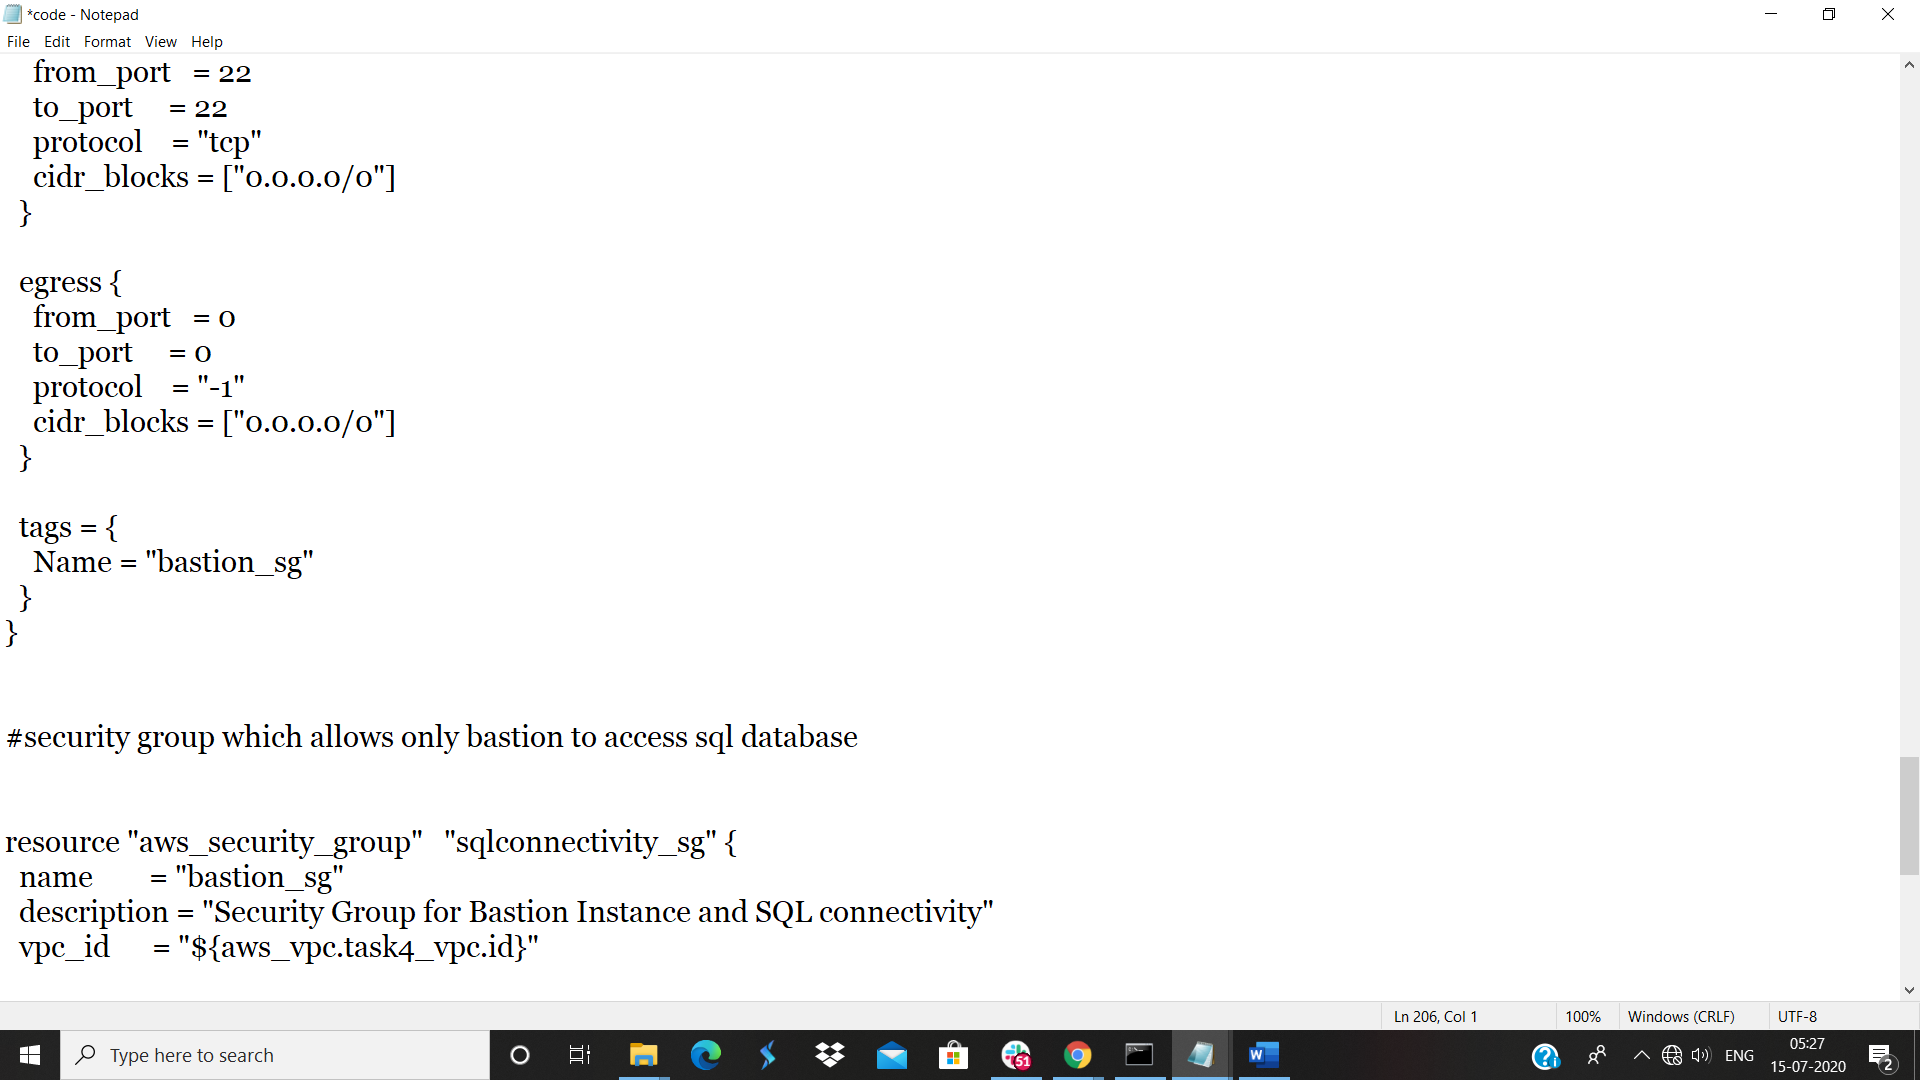 *code - Notepad
File Edit Format View Help
from_port = 22
to_port = 22
protocol = "tcp"
cidr_blocks = ["0.0.0.0/0"]
}
egress {
from_port = 0
to_port = 0
protocol = "-1"
cidr_blocks = ["0.0.0.0/0"]
}
tags = {
Name = "bastion_sg"
}
}
#security group which allows only bastion to access sql database
resource "aws_security_group" "sqlconnectivity_sg" {
name = "bastion_sg"
description = "Security Group for Bastion Instance and SQL connectivity"
vpc_id = "${aws_vpc.task4_vpc.id}"
Ln 206, Col 1 100% Windows (CRLF) UTF-8
Type here to search 51 W ENG 05:27
15-07-2020 2